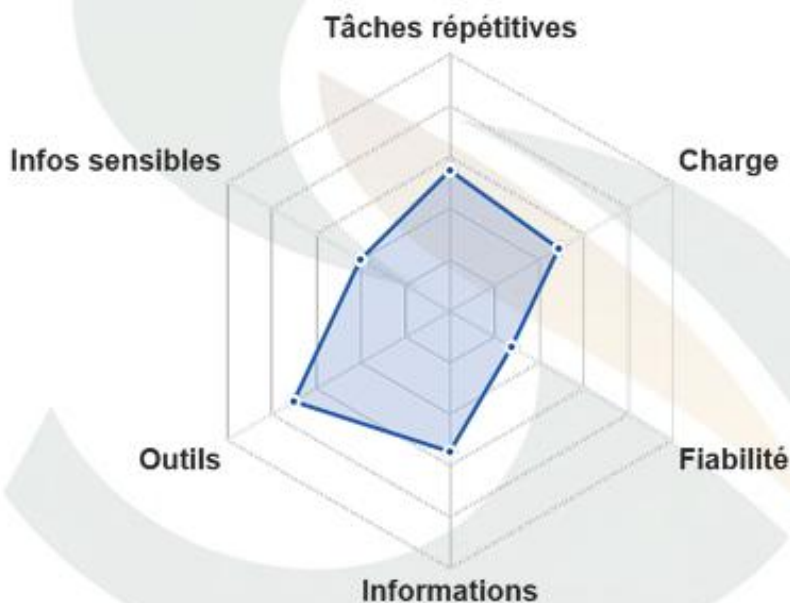 Tâches répétitives
Infos sensibles
Charge
Outils
Fiabilité
Informations